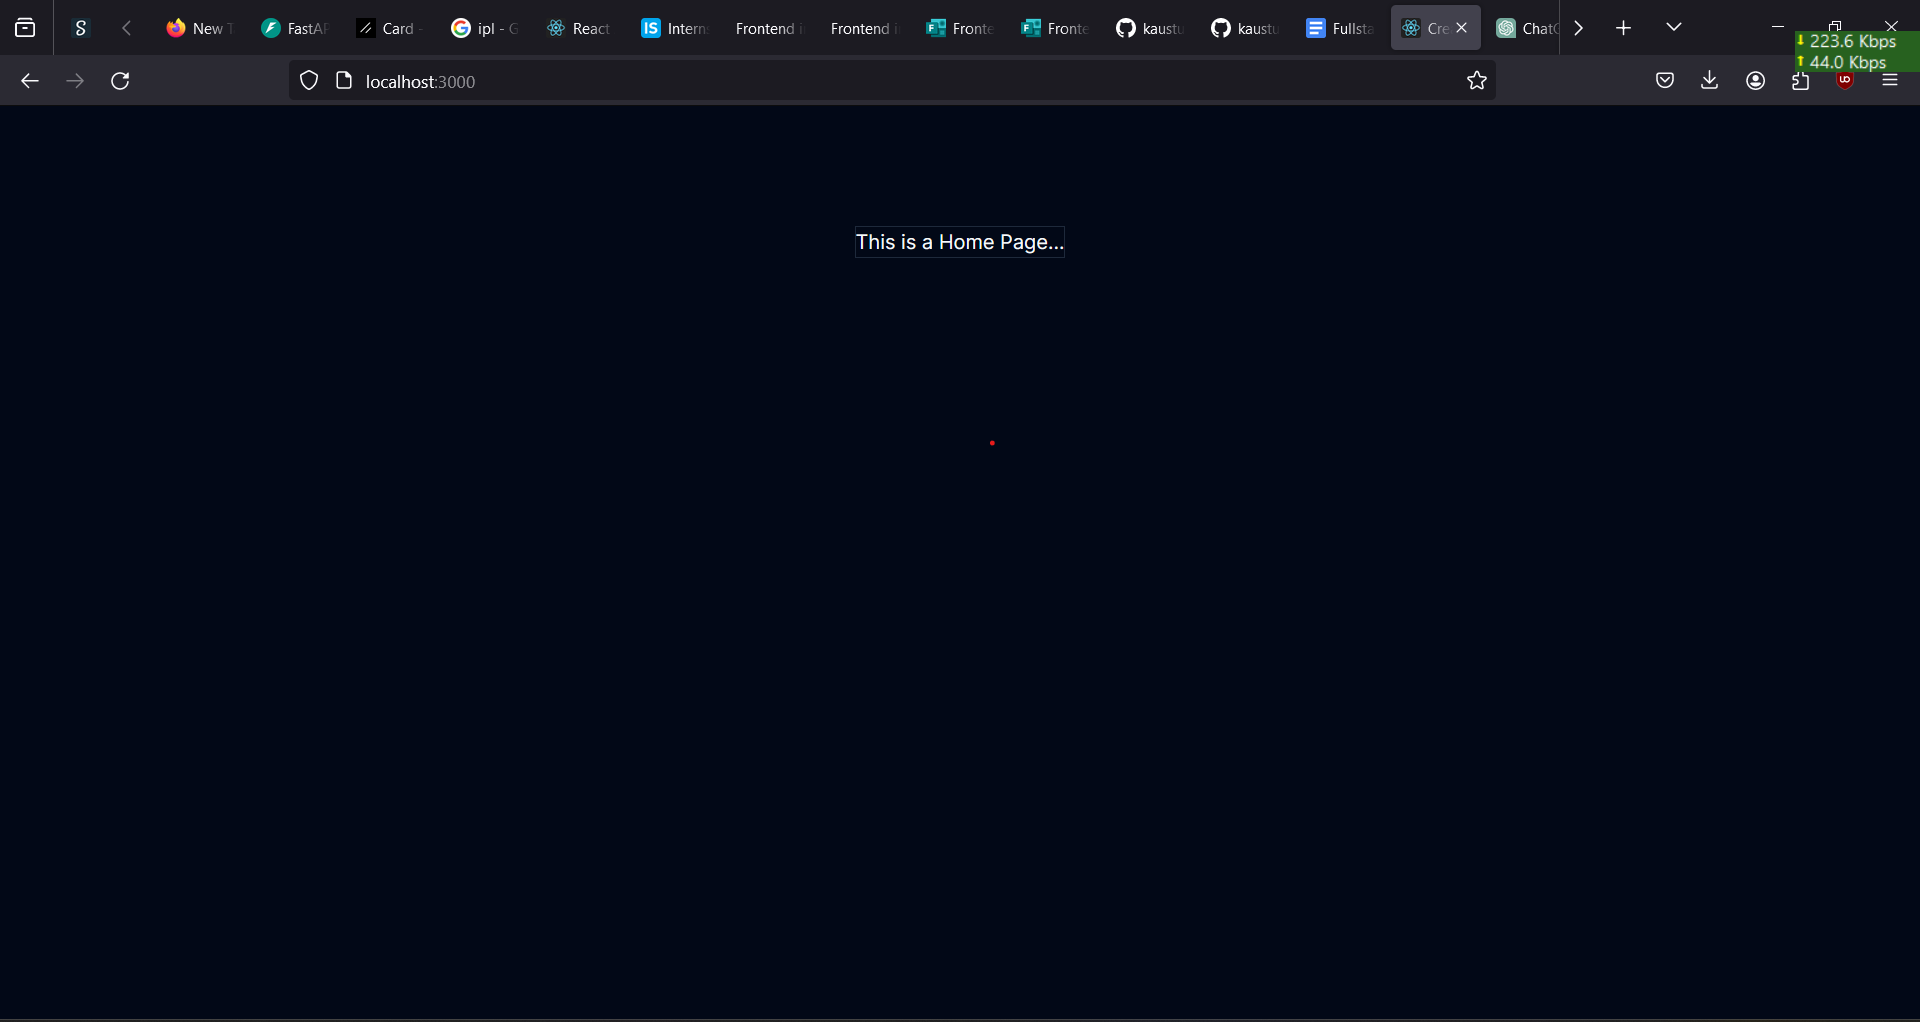 New T
FastAP
Card -
ipl - G
React
IS Intern
Frontend i
Frontend i
Fronte
Fronte
kaustu
kaustu
Fullsta
Cre
ChatG
223.6 Kbps
44.0 Kbps
localhost:3000
This is a Home Page...